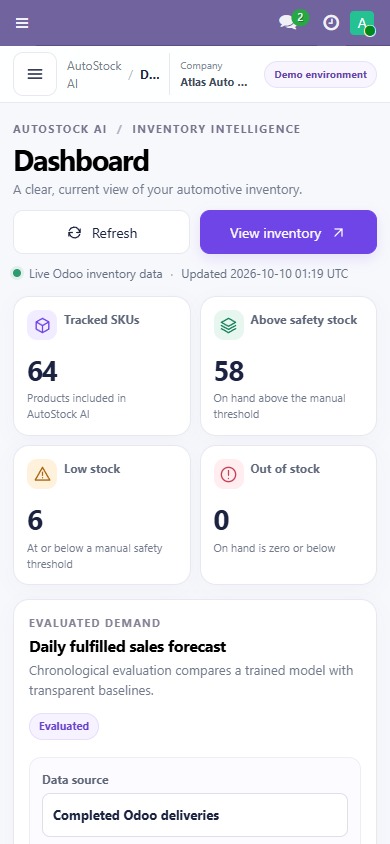 2
A
AutoStock AI / D...
Company
Atlas Auto ...
Demo environment
AUTOSTOCK AI / INVENTORY INTELLIGENCE
Dashboard
A clear, current view of your automotive inventory.
Refresh
View inventory
Live Odoo inventory data · Updated 2026-10-10 01:19 UTC
Tracked SKUs
64
Products included in
AutoStock AI
Above safety stock
58
On hand above the manual
threshold
Low stock
6
At or below a manual safety
threshold
Out of stock
0
On hand is zero or below
EVALUATED DEMAND
Daily fulfilled sales forecast
Chronological evaluation compares a trained model with
transparent baselines.
Evaluated
Data source
Completed Odoo deliveries